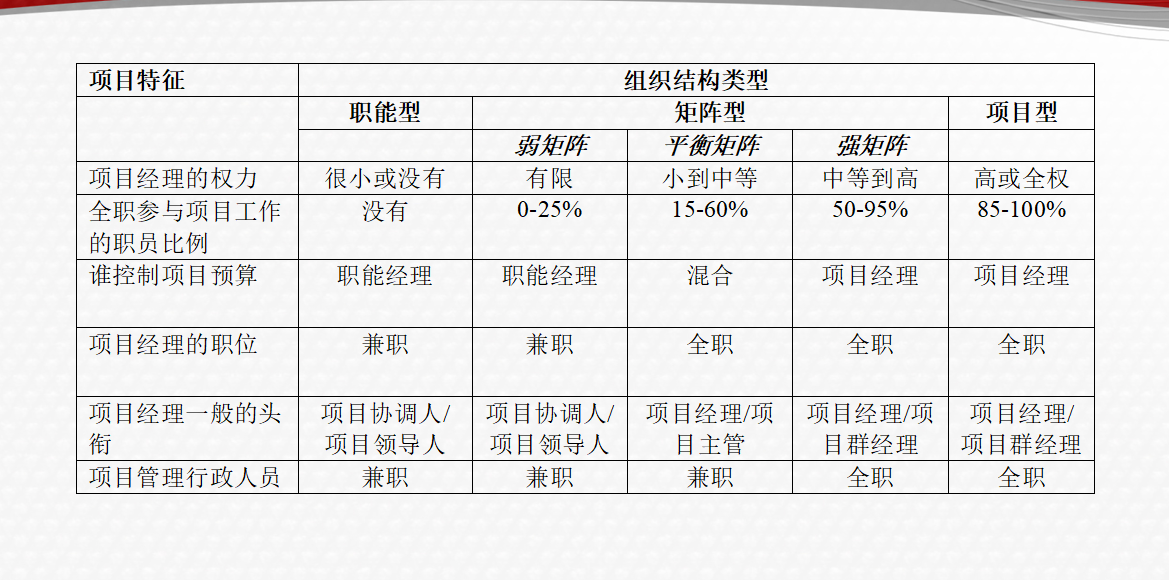 项目特征 组织结构类型
职能型 矩阵型 项目型
弱矩阵 平衡矩阵 强矩阵
项目经理的权力 很小或没有 有限 小到中等 中等到高 高或全权
全职参与项目工作 没有 0-25% 15-60% 50-95% 85-100%
的职员比例
谁控制项目预算 职能经理 职能经理 混合 项目经理 项目经理
项目经理的职位 兼职 兼职 全职 全职 全职
项目经理一般的头 项目协调人/ 项目协调人/ 项目经理/项 项目经理/项 项目经理/
衔 项目领导人 项目领导人 目主管 目群经理 项目群经理
项目管理行政人员 兼职 兼职 兼职 全职 全职